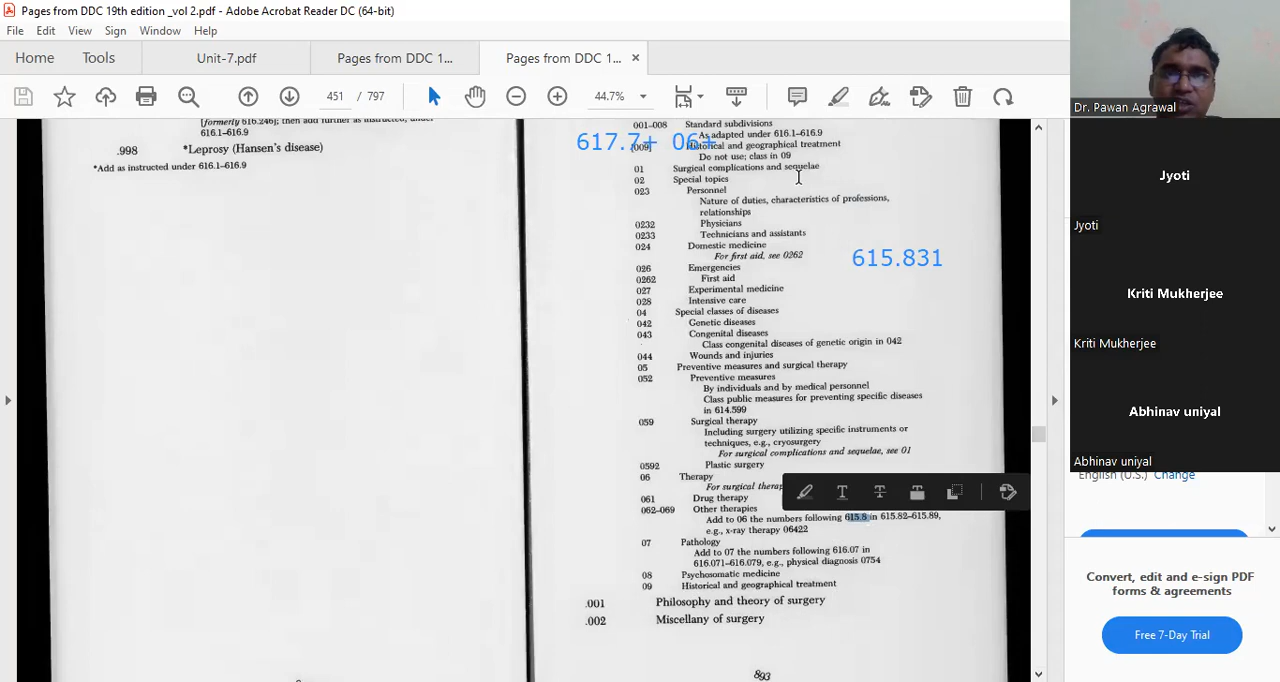 Pages from DDC 19th edition _vol 2.pdf - Adobe Acrobat Reader DC (64-bit)
File Edit View Sign Window Help
Home Tools Unit-7.pdf Pages from DDC 1... Pages from DDC 1... ×
451 / 797 44.7%
Dr. Pawan Agrawal
Jyoti
Jyoti
Kriti Mukherjee
Kriti Mukherjee
Abhinav uniyal
Abhinav uniyal
English (U.S.) Change
Convert, edit and e-sign PDF
forms & agreements
Free 7-Day Trial
[formerly 616.246]; then add further as instructed, under
616.1–616.9
.998 *Leprosy (Hansen's disease)
*Add as instructed under 616.1–616.9
617.7+ 06+
615.831
001–008 Standard subdivisions
As adapted under 616.1–616.9
[009] Historical and geographical treatment
Do not use; class in 09
01 Surgical complications and sequelae
02 Special topics
023 Personnel
Nature of duties, characteristics of professions,
relationships
0232 Physicians
0233 Technicians and assistants
024 Domestic medicine
For first aid, see 0262
026 Emergencies
0262 First aid
027 Experimental medicine
028 Intensive care
04 Special classes of diseases
042 Genetic diseases
043 Congenital diseases
Class congenital diseases of genetic origin in 042
044 Wounds and injuries
05 Preventive measures and surgical therapy
052 Preventive measures
By individuals and by medical personnel
Class public measures for preventing specific diseases
in 614.599
059 Surgical therapy
Including surgery utilizing specific instruments or
techniques, e.g., cryosurgery
For surgical complications and sequelae, see 01
0592 Plastic surgery
06 Therapy
For surgical
061 Drug therapy
062–069 Other therapies
Add to 06 the numbers following 615.8 in 615.82–615.89,
e.g., x-ray therapy 06422
07 Pathology
Add to 07 the numbers following 616.07 in
616.071–616.079, e.g., physical diagnosis 0754
08 Psychosomatic medicine
09 Historical and geographical treatment
.001 Philosophy and theory of surgery
.002 Miscellany of surgery
893